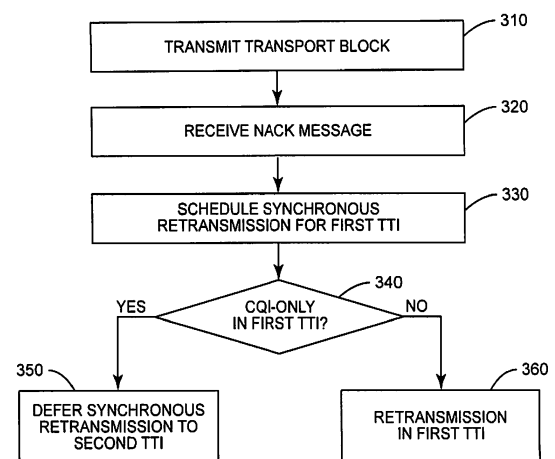 310
TRANSMIT TRANSPORT BLOCK
320
RECEIVE NACK MESSAGE
330
SCHEDULE SYNCHRONOUS
RETRANSMISSION FOR FIRST TTI
340
YES
CQI-ONLY
IN FIRST TTI?
NO
350
DEFER SYNCHRONOUS
RETRANSMISSION TO
SECOND TTI
360
RETRANSMISSION
IN FIRST TTI